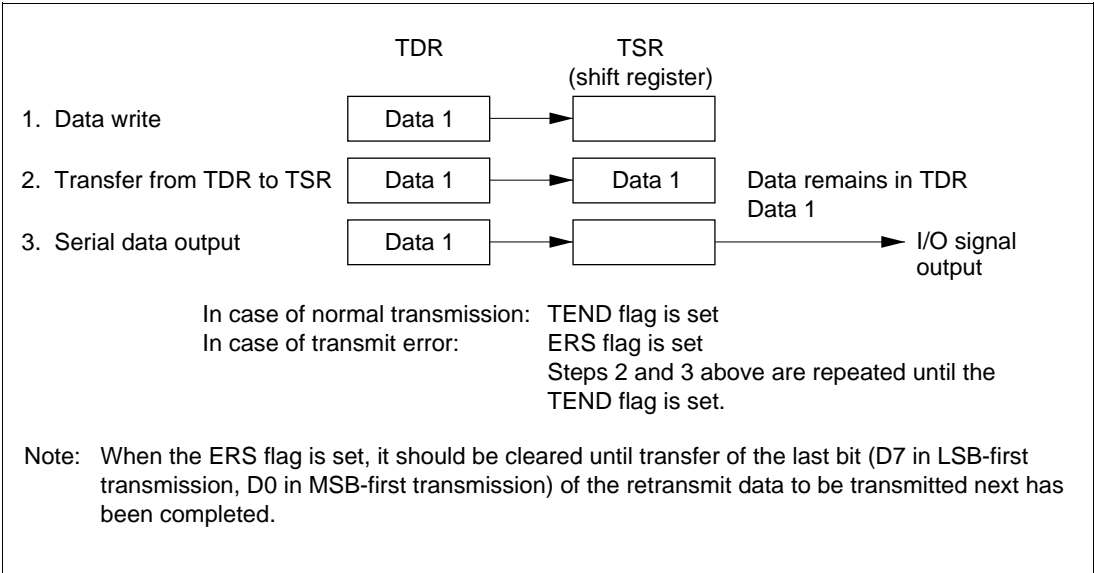 TDR TSR
(shift register)
1. Data write Data 1
2. Transfer from TDR to TSR Data 1 Data 1 Data remains in TDR
Data 1
3. Serial data output Data 1 I/O signal
output
In case of normal transmission: TEND flag is set
In case of transmit error: ERS flag is set
Steps 2 and 3 above are repeated until the
TEND flag is set.
Note: When the ERS flag is set, it should be cleared until transfer of the last bit (D7 in LSB-first
transmission, D0 in MSB-first transmission) of the retransmit data to be transmitted next has
been completed.